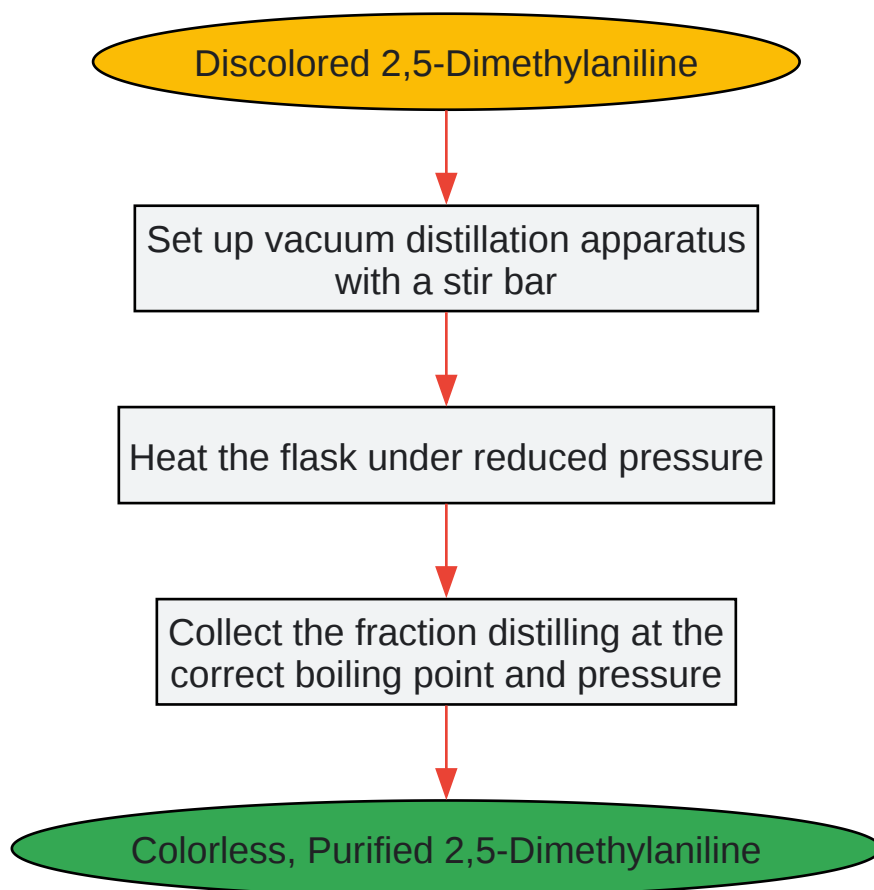 Discolored 2,5-Dimethylaniline
Set up vacuum distillation apparatus
with a stir bar
Heat the flask under reduced pressure
Collect the fraction distilling at the
correct boiling point and pressure
Colorless, Purified 2,5-Dimethylaniline